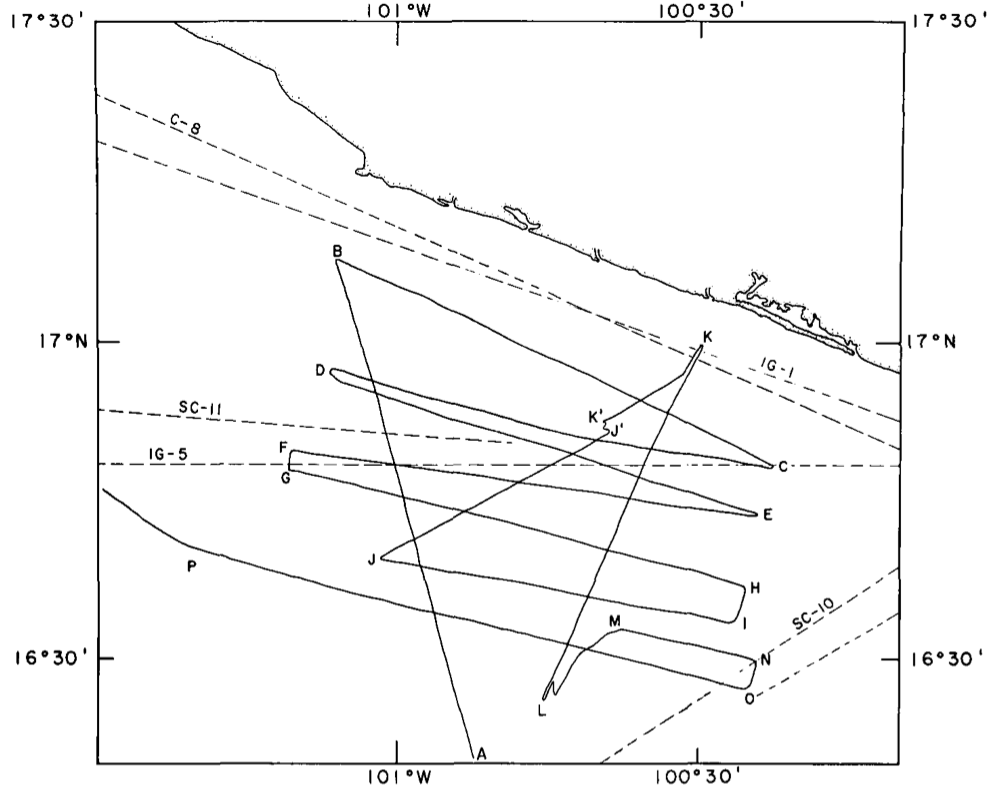 101°W 100°30'
17°30' 17°30'
C-8
B
K
17°N 17°N
IG-1
D
SC-11
K'
J'
F
IG-5
C
G
E
J
P
H
I
SC-10
M
16°30' N 16°30'
O
L
A
101°W 100°30'